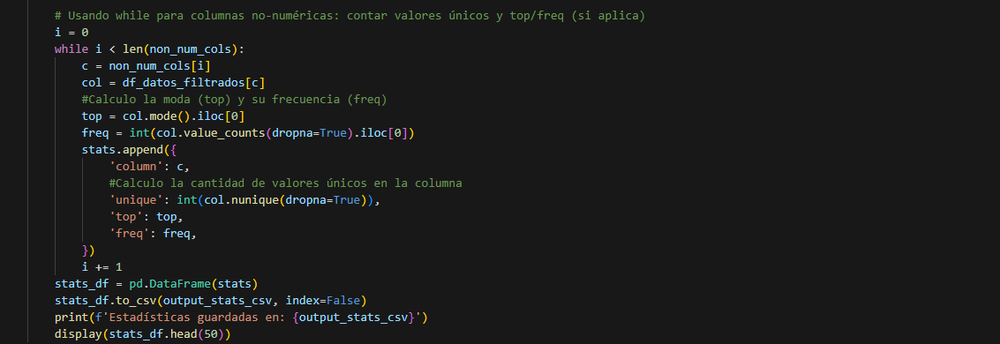 # Usando while para columnas no-numéricas: contar valores únicos y top/freq (si aplica)
i = 0
while i < len(non_num_cols):
    c = non_num_cols[i]
    col = df_datos_filtrados[c]
    #Calculo la moda (top) y su frecuencia (freq)
    top = col.mode().iloc[0]
    freq = int(col.value_counts(dropna=True).iloc[0])
    stats.append({
        'column': c,
        #Calculo la cantidad de valores únicos en la columna
        'unique': int(col.nunique(dropna=True)),
        'top': top,
        'freq': freq,
    })
    i += 1
stats_df = pd.DataFrame(stats)
stats_df.to_csv(output_stats_csv, index=False)
print(f'Estadísticas guardadas en: {output_stats_csv}')
display(stats_df.head(50))